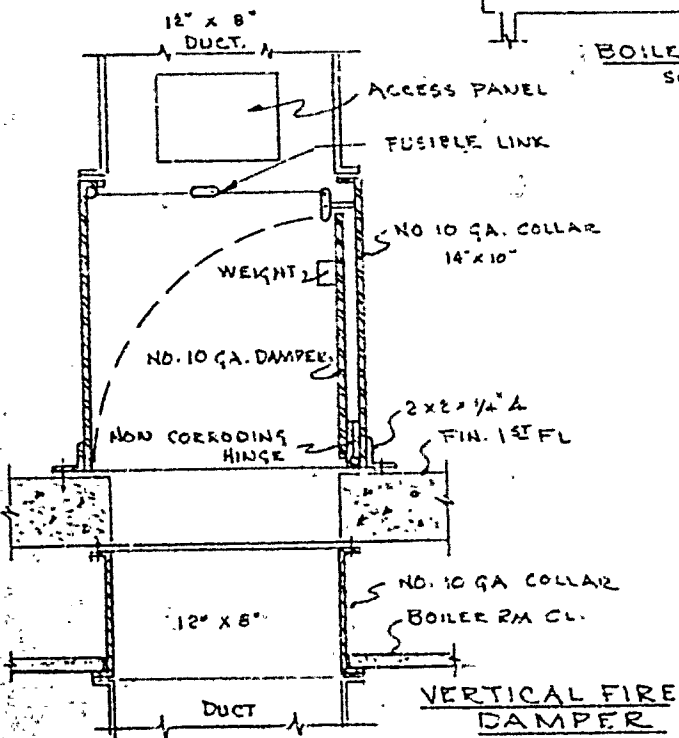 12" x 8"
DUCT.
BOILE
ACCESS PANEL
FUSIBLE LINK
NO 10 GA. COLLAR
14" x 10"
WEIGHT
NO. 10 GA. DAMPER
2 x 2 x 1/4" L
NON CORRODING
HINGE
FIN. 1ST FL
NO. 10 GA COLLAR
12" x 8"
BOILER RM CL.
DUCT
VERTICAL FIRE
DAMPER